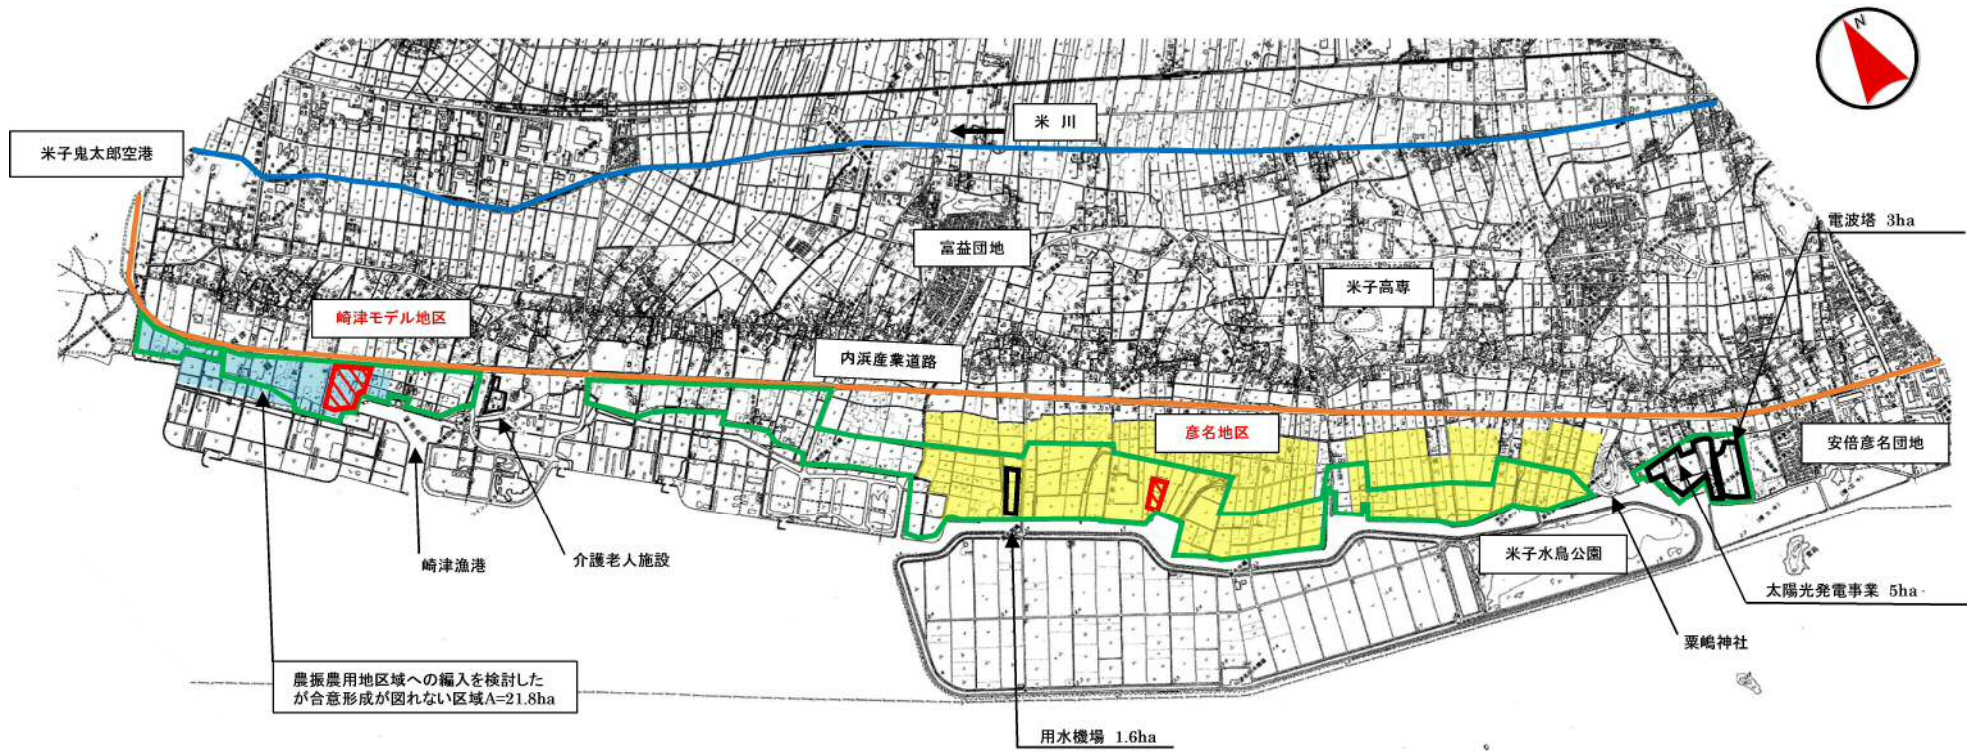 N
米子鬼太郎空港
米 川
電波塔 3ha
富益団地
米子高専
崎津モデル地区
内浜産業道路
彦名地区
安倍彦名団地
崎津漁港
介護老人施設
米子水鳥公園
太陽光発電事業 5ha
粟嶋神社
農振農用地区域への編入を検討した
が合意形成が図れない区域A=21.8ha
用水機場 1.6ha